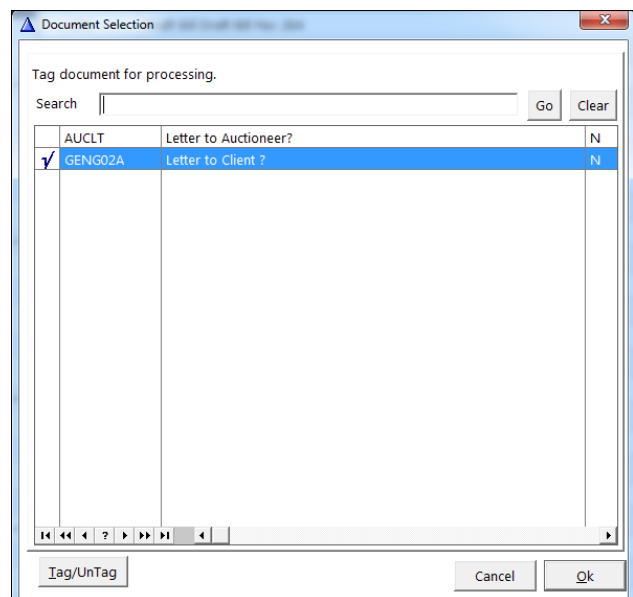 Document Selection
Tag document for processing.
Search Go Clear
AUCLT Letter to Auctioneer? N
GENG02A Letter to Client ? N
?
Tag/UnTag Cancel Ok